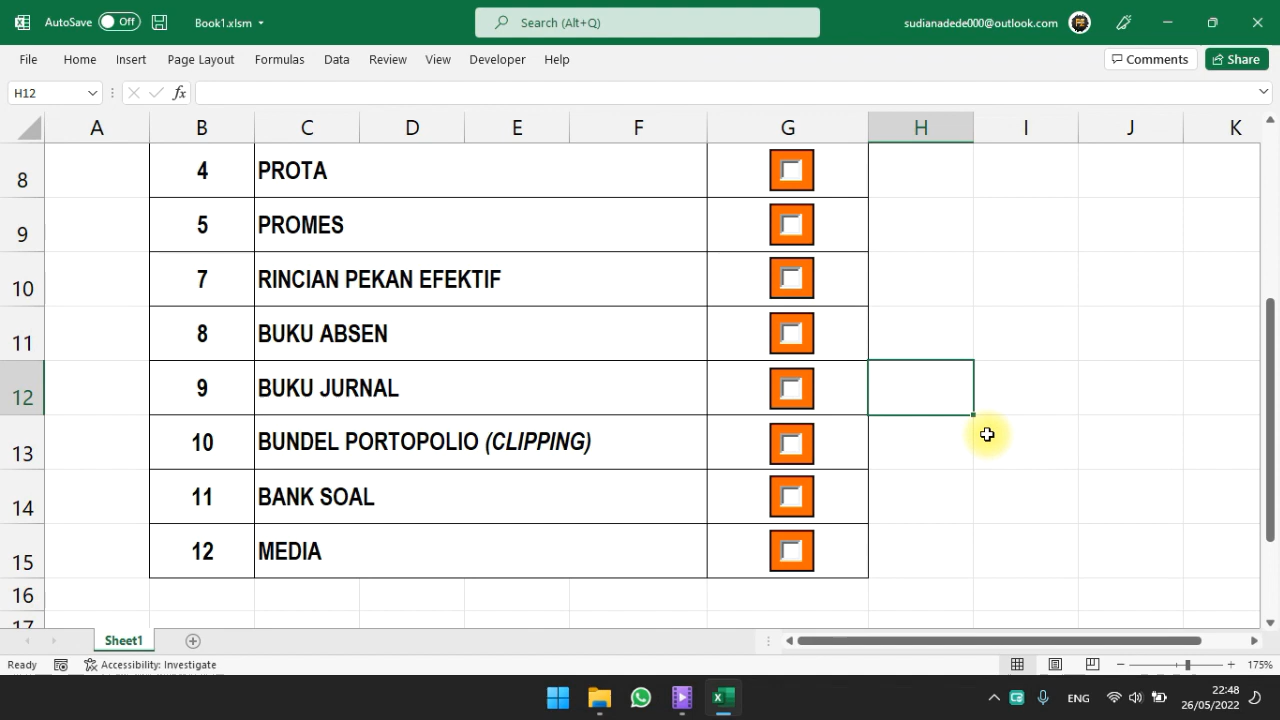 AutoSave Off Book1.xlsm Search (Alt+Q) sudianadede000@outlook.com
File Home Insert Page Layout Formulas Data Review View Developer Help Comments Share
H12 fx
A B C D E F G H I J K
8 4 PROTA
9 5 PROMES
10 7 RINCIAN PEKAN EFEKTIF
11 8 BUKU ABSEN
12 9 BUKU JURNAL
13 10 BUNDEL PORTOPOLIO (CLIPPING)
14 11 BANK SOAL
15 12 MEDIA
16
17
Sheet1
Ready Accessibility: Investigate 175%
ENG 22:48
26/05/2022